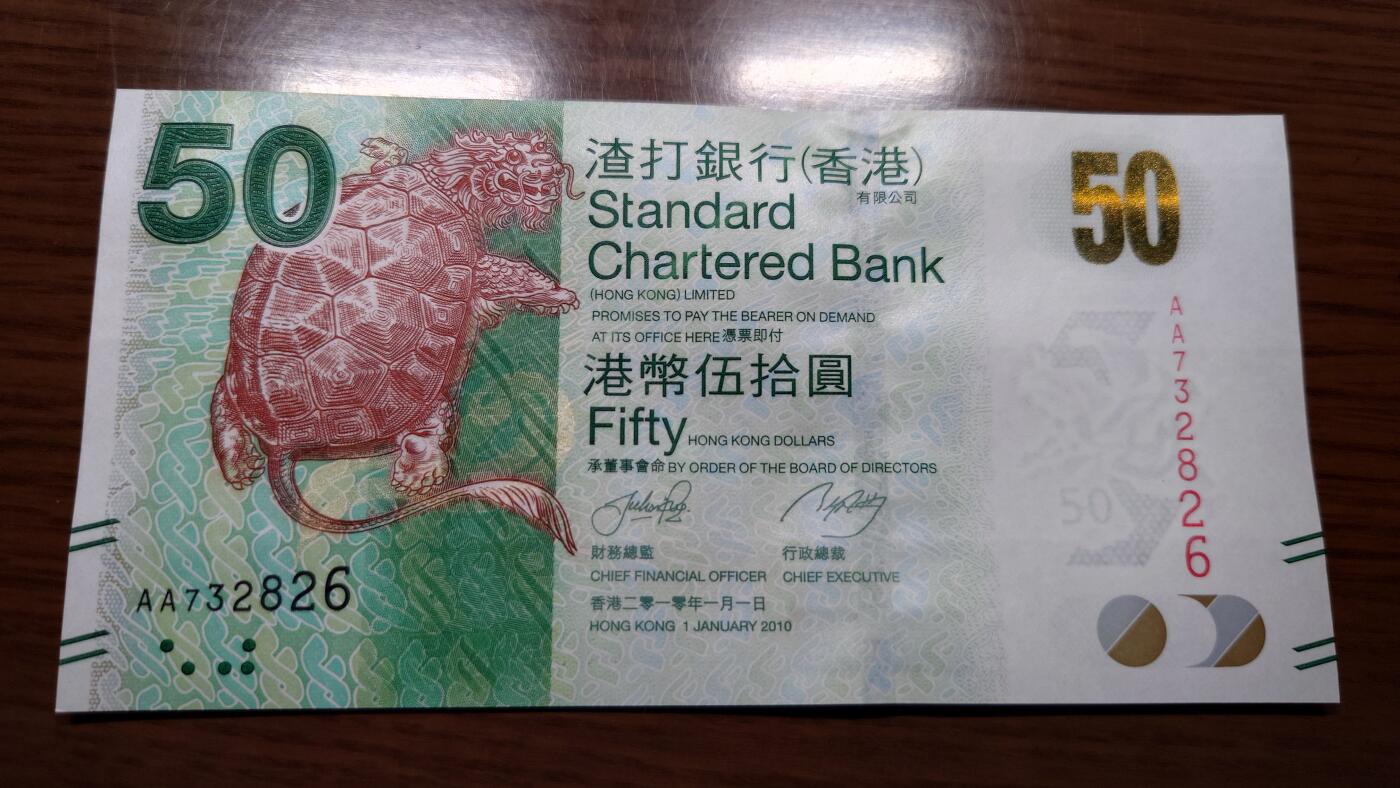 50
渣打銀行(香港)
有限公司
Standard
Chartered Bank
(HONG KONG) LIMITED
PROMISES TO PAY THE BEARER ON DEMAND
AT ITS OFFICE HERE 憑票即付
港幣伍拾圓
Fifty HONG KONG DOLLARS
承董事會命 BY ORDER OF THE BOARD OF DIRECTORS
財務總監 行政總裁
CHIEF FINANCIAL OFFICER CHIEF EXECUTIVE
香港二零一零年一月一日
HONG KONG 1 JANUARY 2010
AA732826
50
AA732826
50